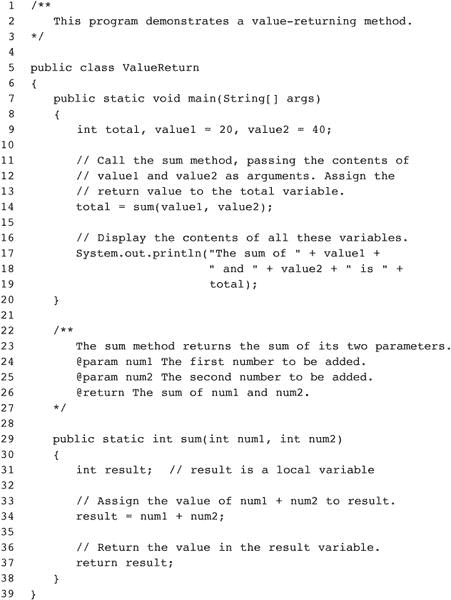 1 /**
2    This program demonstrates a value-returning method.
3 */
4
5 public class ValueReturn
6 {
7    public static void main(String[] args)
8    {
9       int total, value1 = 20, value2 = 40;
10
11       // Call the sum method, passing the contents of
12       // value1 and value2 as arguments. Assign the
13       // return value to the total variable.
14       total = sum(value1, value2);
15
16       // Display the contents of all these variables.
17       System.out.println("The sum of " + value1 +
18                          " and " + value2 + " is " +
19                          total);
20    }
21
22    /**
23       The sum method returns the sum of its two parameters.
24       @param num1 The first number to be added.
25       @param num2 The second number to be added.
26       @return The sum of num1 and num2.
27    */
28
29    public static int sum(int num1, int num2)
30    {
31       int result;  // result is a local variable
32
33       // Assign the value of num1 + num2 to result.
34       result = num1 + num2;
35
36       // Return the value in the result variable.
37       return result;
38    }
39 }